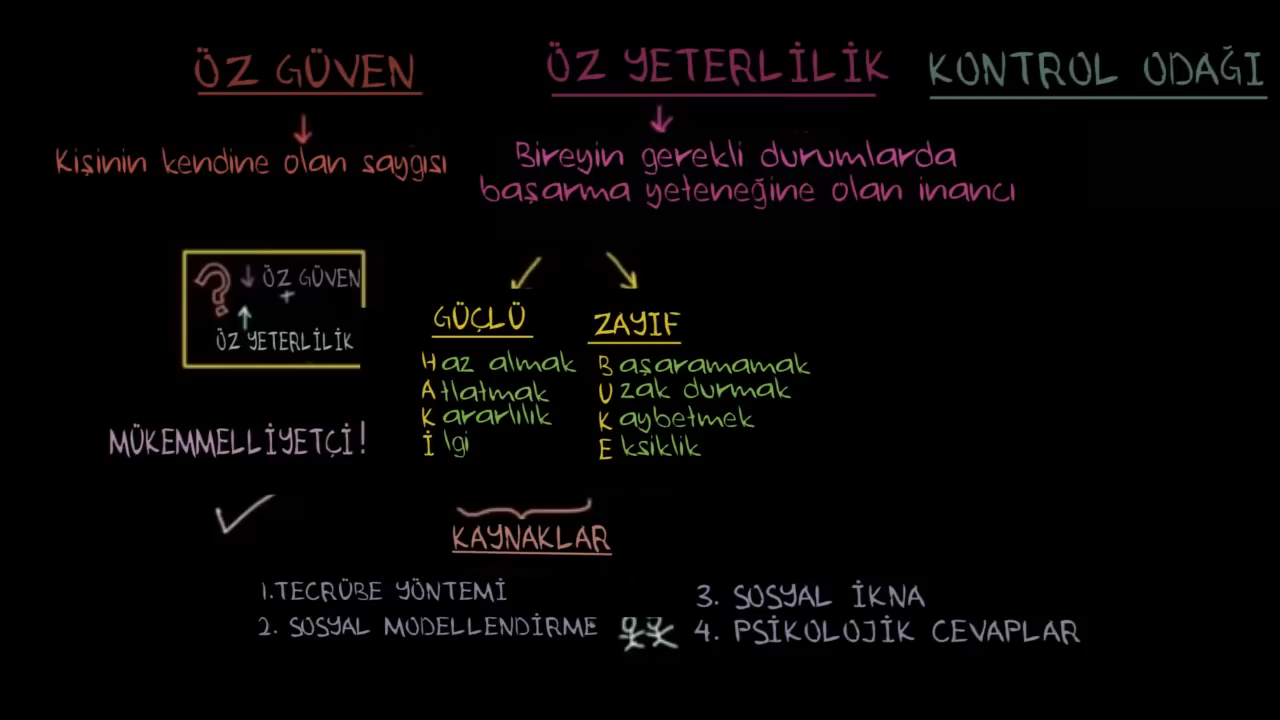 ÖZ GÜVEN
ÖZ YETERLİLİK
KONTROL ODAĞI
Kişinin kendine olan saygısı
Bireyin gerekli durumlarda
başarma yeteneğine olan inancı
? ↓ ÖZ GÜVEN
+
↑
ÖZ YETERLİLİK
MÜKEMMELLİYETÇİ!
GÜÇLÜ
Haz almak
Atlatmak
Kararlılık
İlgi
ZAYIF
Başaramamak
Uzak durmak
Kaybetmek
Eksiklik
KAYNAKLAR
1.TECRÜBE YÖNTEMİ
2. SOSYAL MODELLENDİRME
3. SOSYAL İKNA
4. PSİKOLOJİK CEVAPLAR